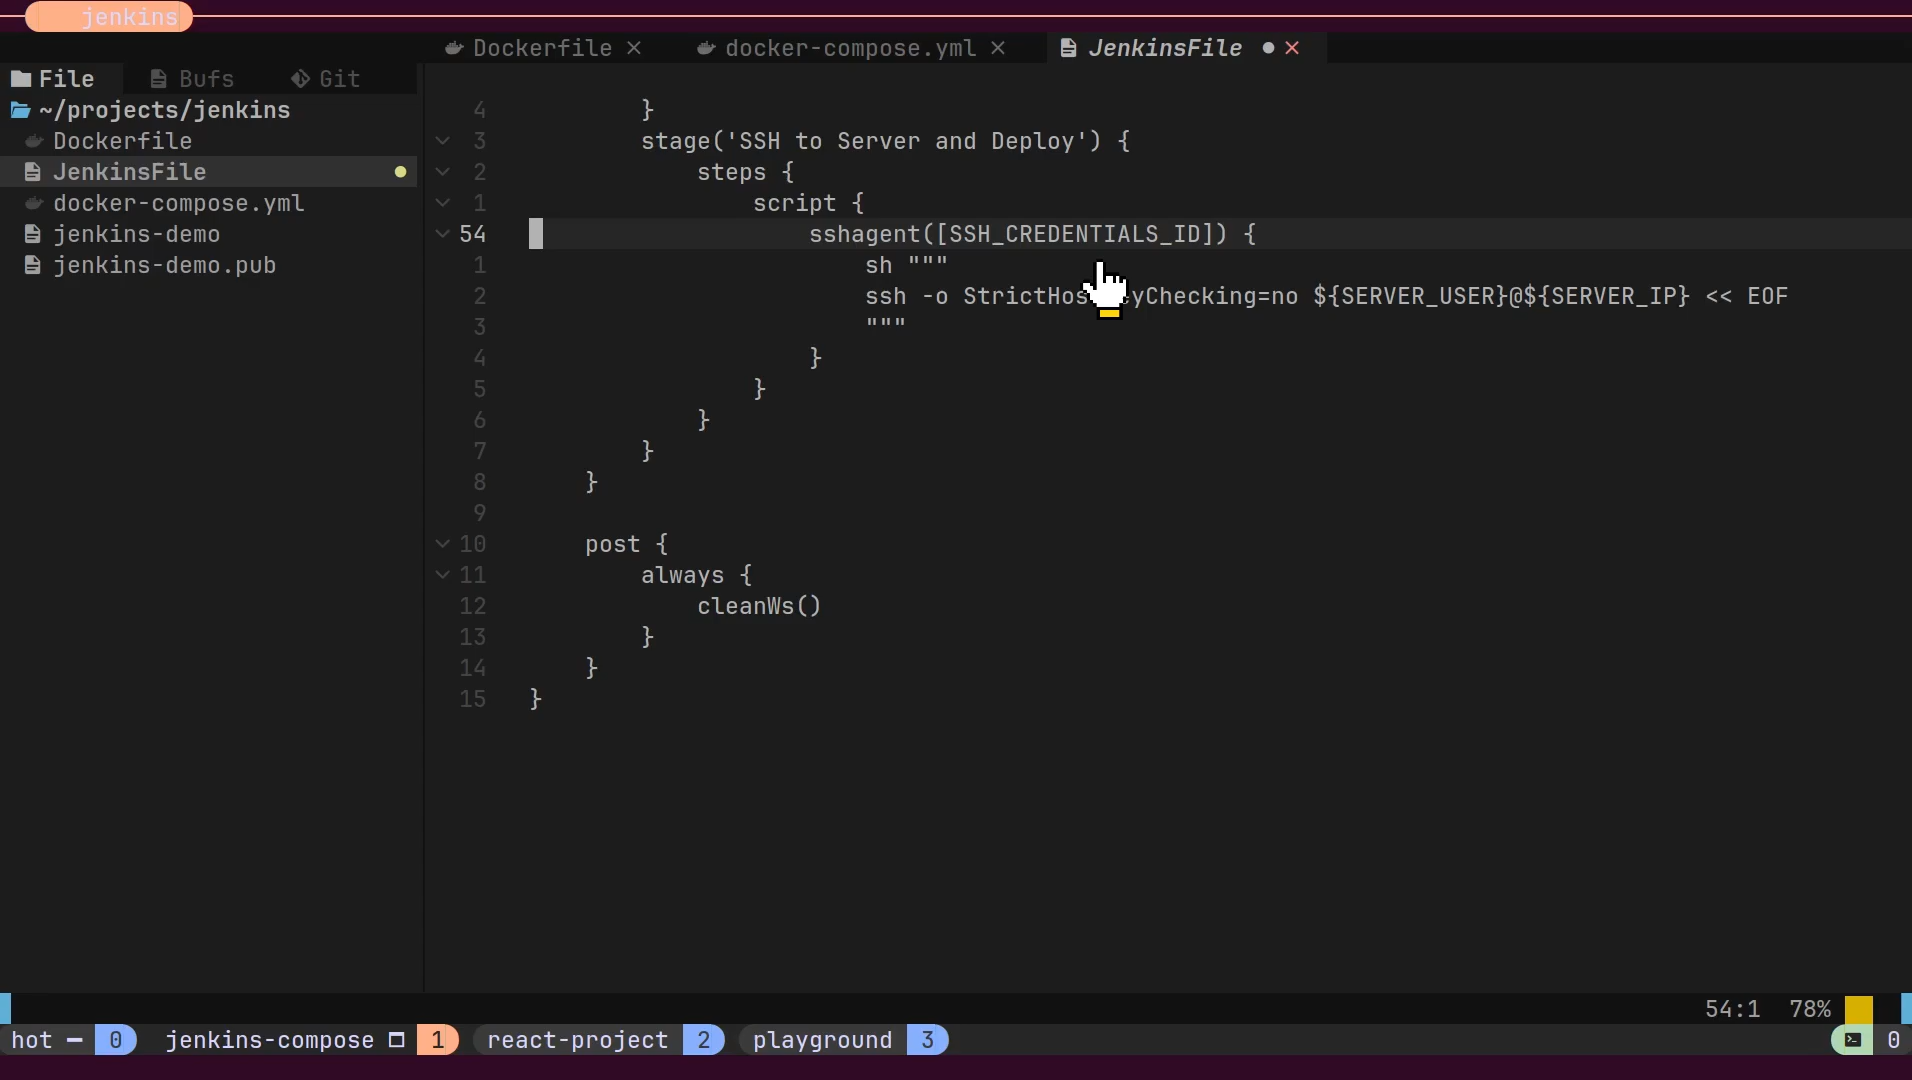 jenkins
Dockerfile × docker-compose.yml × JenkinsFile ● ×
File Bufs Git
~/projects/jenkins
Dockerfile
JenkinsFile
docker-compose.yml
jenkins-demo
jenkins-demo.pub
4 }
3 stage('SSH to Server and Deploy') {
2 steps {
1 script {
54 sshagent([SSH_CREDENTIALS_ID]) {
1 sh """
2 ssh -o StrictHos yChecking=no ${SERVER_USER}@${SERVER_IP} << EOF
3 """
4 }
5 }
6 }
7 }
8 }
9
10 post {
11 always {
12 cleanWs()
13 }
14 }
15 }
54:1 78%
hot – 0 jenkins-compose 1 react-project 2 playground 3 0